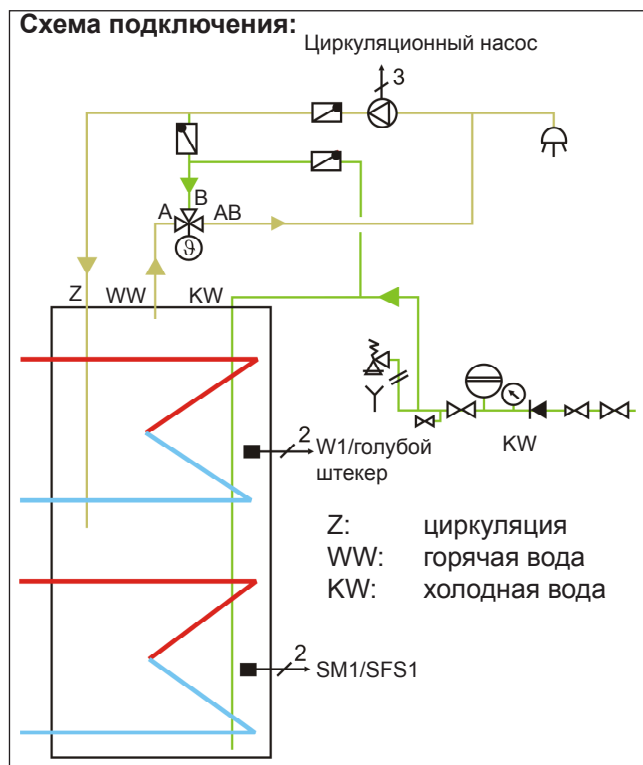 Схема подключения:
Циркуляционный насос
3
B
A
AB
ϑ
Z
WW
KW
2
W1/голубой
штекер
KW
Z: циркуляция
WW: горячая вода
KW: холодная вода
2
SM1/SFS1